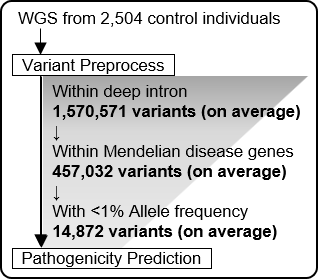 WGS from 2,504 control individuals
Variant Preprocess
Within deep intron
1,570,571 variants (on average)
↓
Within Mendelian disease genes
457,032 variants (on average)
↓
With <1% Allele frequency
14,872 variants (on average)
Pathogenicity Prediction